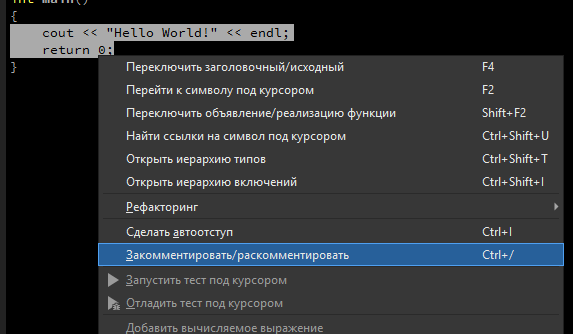 int main()
{
cout << "Hello World!" << endl;
return 0;
}
Переключить заголовочный/исходный F4
Перейти к символу под курсором F2
Переключить объявление/реализацию функции Shift+F2
Найти ссылки на символ под курсором Ctrl+Shift+U
Открыть иерархию типов Ctrl+Shift+T
Открыть иерархию включений Ctrl+Shift+I
Рефакторинг
Сделать автоотступ Ctrl+I
Закомментировать/раскомментировать Ctrl+/
Запустить тест под курсором
Отладить тест под курсором
Добавить вычисляемое выражение